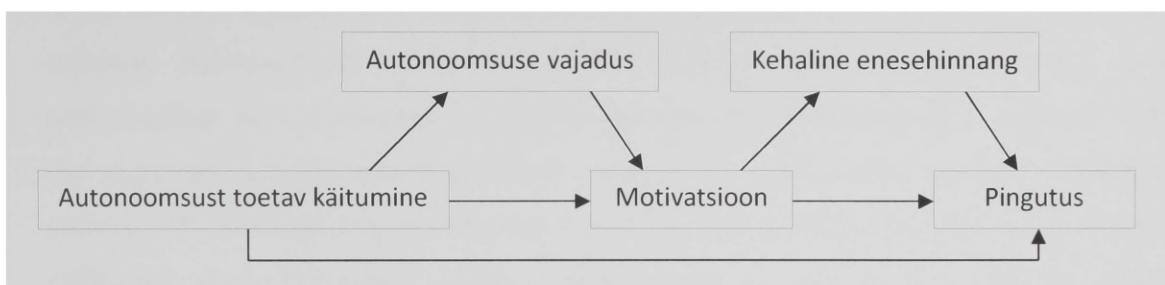 Autonoomsuse vajadus
Kehaline enesehinnang
Autonoomsust toetav käitumine
Motivatsioon
Pingutus